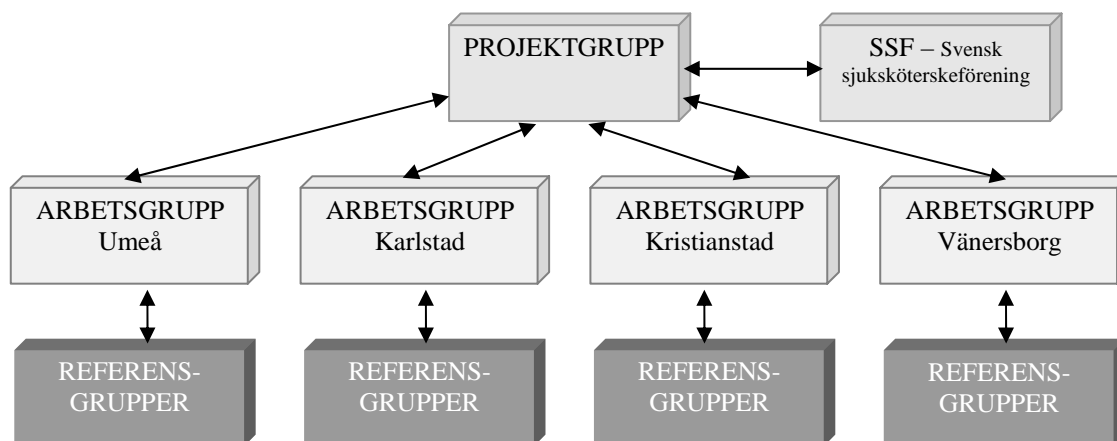 PROJEKTGRUPP
SSF – Svensk
sjuksköterskeförening
ARBETSGRUPP
Umeå
ARBETSGRUPP
Karlstad
ARBETSGRUPP
Kristianstad
ARBETSGRUPP
Vänersborg
REFERENS-
GRUPPER
REFERENS-
GRUPPER
REFERENS-
GRUPPER
REFERENS-
GRUPPER